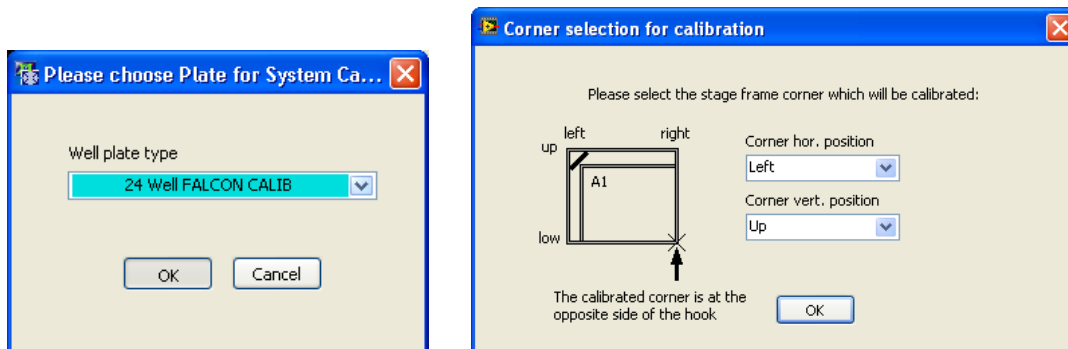 Please choose Plate for System Ca...
Well plate type
24 Well FALCON CALIB
OK
Cancel
Corner selection for calibration
Please select the stage frame corner which will be calibrated:
left
right
up
A1
low
Corner hor. position
Left
Corner vert. position
Up
The calibrated corner is at the
opposite side of the hook
OK